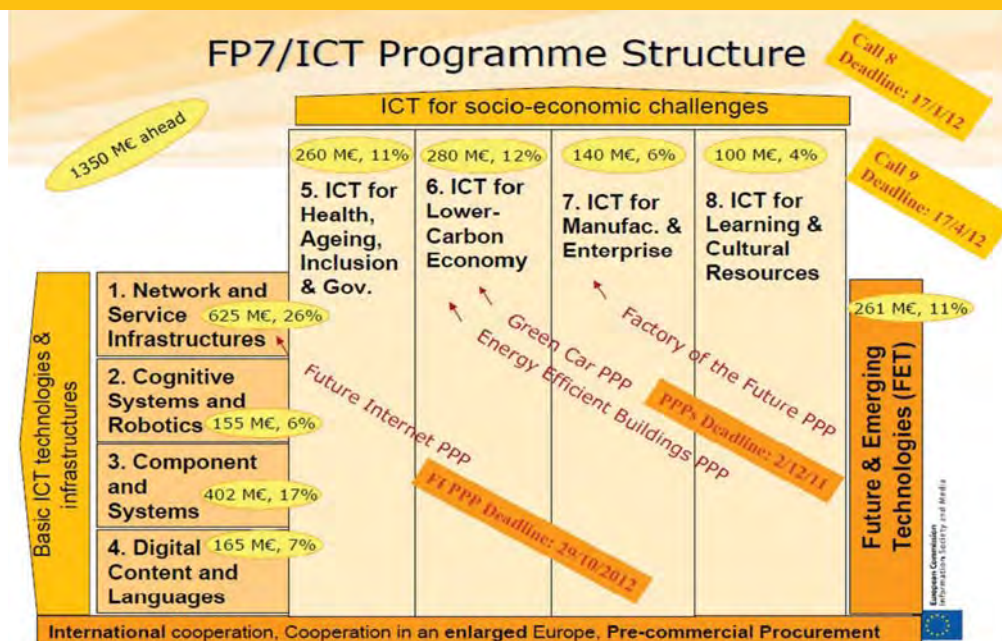 FP7/ICT Programme Structure
Call 8
Deadline: 17/1/12
ICT for socio-economic challenges
1350 M€ ahead
Call 9
Deadline: 17/4/12
260 M€, 11%
5. ICT for
Health,
Ageing,
Inclusion
& Gov.
280 M€, 12%
6. ICT for
Lower-
Carbon
Economy
140 M€, 6%
7. ICT for
Manufac. &
Enterprise
100 M€, 4%
8. ICT for
Learning &
Cultural
Resources
Basic ICT technologies &
infrastructures
1. Network and
Service
625 M€, 26%
Infrastructures
2. Cognitive
Systems and
Robotics
155 M€, 6%
3. Component
and
Systems
402 M€, 17%
4. Digital
165 M€, 7%
Content and
Languages
Future Internet PPP
FI PPP Deadline: 29/10/2012
Green Car PPP
Energy Efficient Buildings PPP
Factory of the Future PPP
PPPs Deadline: 2/12/11
261 M€, 11%
Future & Emerging
Technologies (FET)
European Commission
Information Society and Media
International cooperation, Cooperation in an enlarged Europe, Pre-commercial Procurement